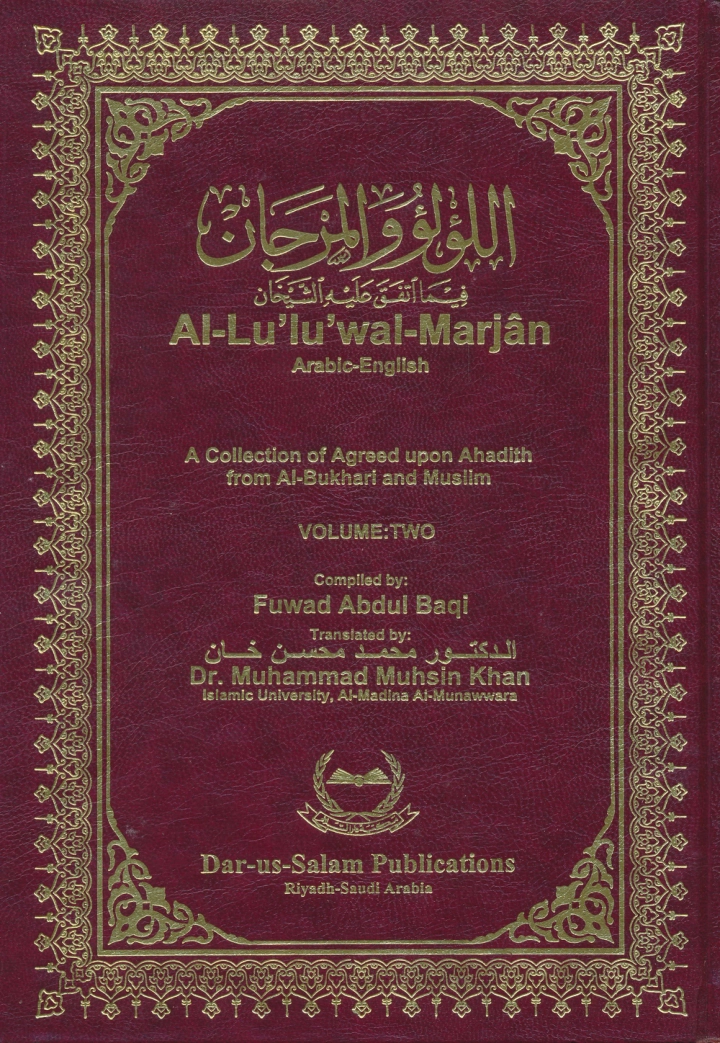 اللؤلؤ والمرجان
فيما اتفق عليه الشيخان
Al-Lu’lu’wal-Marjân
Arabic-English
A Collection of Agreed upon Ahadith
from Al-Bukhari and Muslim
VOLUME:TWO
Compiled by:
Fuwad Abdul Baqi
Translated by:
الدكتور محمد محسن خان
Dr. Muhammad Muhsin Khan
Islamic University, Al-Madina Al-Munawwara
Dar-us-Salam Publications
Riyadh-Saudi Arabia